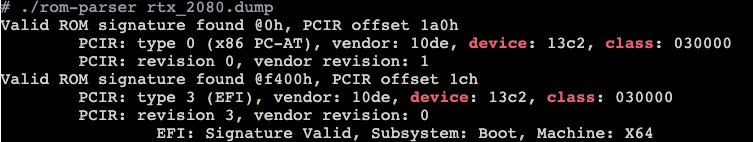 # ./rom-parser rtx_2080.dump
Valid ROM signature found @0h, PCIR offset 1a0h
PCIR: type 0 (x86 PC-AT), vendor: 10de, device: 13c2, class: 030000
PCIR: revision 0, vendor revision: 1
Valid ROM signature found @f400h, PCIR offset 1ch
PCIR: type 3 (EFI), vendor: 10de, device: 13c2, class: 030000
PCIR: revision 3, vendor revision: 0
EFI: Signature Valid, Subsystem: Boot, Machine: X64